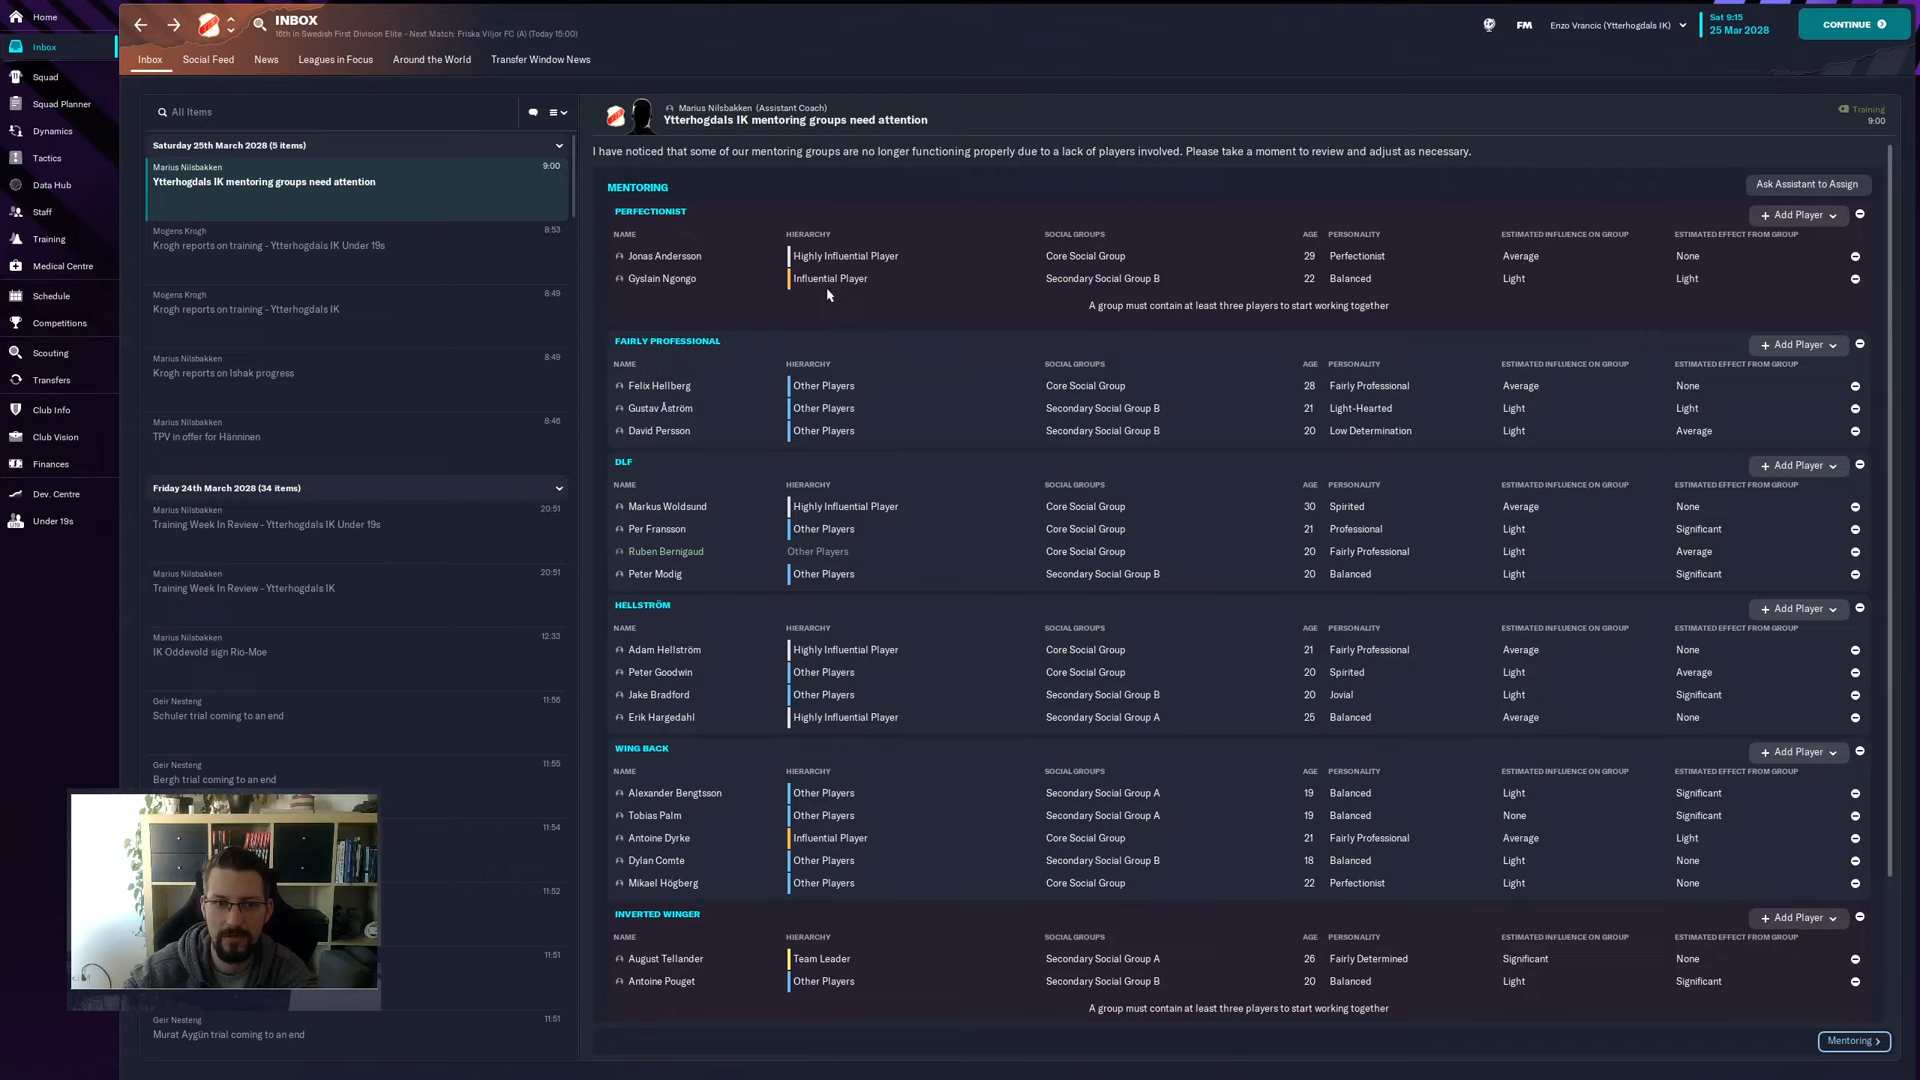 Home
Inbox
Squad
Squad Planner
Dynamics
Tactics
Data Hub
Staff
Training
Medical Centre
Schedule
Competitions
Scouting
Transfers
Club Info
Club Vision
Finances
Dev. Centre
Under 19s
INBOX
16th in Swedish First Division Elite - Next Match: Friska Viljor FC (A) (Today 15:00)
FM
Enzo Vrancic (Ytterhogdals IK)
Sat 9:15
25 Mar 2028
CONTINUE
Inbox Social Feed News Leagues in Focus Around the World Transfer Window News
All Items
Saturday 25th March 2028 (5 items)
Marius Nilsbakken 9:00
Ytterhogdals IK mentoring groups need attention
Mogens Krogh 8:53
Krogh reports on training - Ytterhogdals IK Under 19s
Mogens Krogh 8:49
Krogh reports on training - Ytterhogdals IK
Marius Nilsbakken 8:49
Krogh reports on Ishak progress
Marius Nilsbakken 8:46
TPV in offer for Hänninen
Friday 24th March 2028 (34 items)
Marius Nilsbakken 20:51
Training Week In Review - Ytterhogdals IK Under 19s
Marius Nilsbakken 20:51
Training Week In Review - Ytterhogdals IK
Marius Nilsbakken 12:33
IK Oddevold sign Rio-Moe
Geir Nesteng 11:56
Schuler trial coming to an end
Geir Nesteng 11:55
Bergh trial coming to an end
11:54
11:52
11:51
Geir Nesteng 11:51
Murat Aygün trial coming to an end
Marius Nilsbakken (Assistant Coach)
Ytterhogdals IK mentoring groups need attention
Training
9:00
I have noticed that some of our mentoring groups are no longer functioning properly due to a lack of players involved. Please take a moment to review and adjust as necessary.
MENTORING
Ask Assistant to Assign
PERFECTIONIST
+ Add Player
NAME HIERARCHY SOCIAL GROUPS AGE PERSONALITY ESTIMATED INFLUENCE ON GROUP ESTIMATED EFFECT FROM GROUP
Jonas Andersson Highly Influential Player Core Social Group 29 Perfectionist Average None
Gyslain Ngongo Influential Player Secondary Social Group B 22 Balanced Light Light
A group must contain at least three players to start working together
FAIRLY PROFESSIONAL
+ Add Player
NAME HIERARCHY SOCIAL GROUPS AGE PERSONALITY ESTIMATED INFLUENCE ON GROUP ESTIMATED EFFECT FROM GROUP
Felix Hellberg Other Players Core Social Group 28 Fairly Professional Average None
Gustav Åström Other Players Secondary Social Group B 21 Light-Hearted Light Light
David Persson Other Players Secondary Social Group B 20 Low Determination Light Average
DLF
+ Add Player
NAME HIERARCHY SOCIAL GROUPS AGE PERSONALITY ESTIMATED INFLUENCE ON GROUP ESTIMATED EFFECT FROM GROUP
Markus Woldsund Highly Influential Player Core Social Group 30 Spirited Average None
Per Fransson Other Players Core Social Group 21 Professional Light Significant
Ruben Bernigaud Other Players Core Social Group 20 Fairly Professional Light Average
Peter Modig Other Players Secondary Social Group B 20 Balanced Light Significant
HELLSTRÖM
+ Add Player
NAME HIERARCHY SOCIAL GROUPS AGE PERSONALITY ESTIMATED INFLUENCE ON GROUP ESTIMATED EFFECT FROM GROUP
Adam Hellström Highly Influential Player Core Social Group 21 Fairly Professional Average None
Peter Goodwin Other Players Core Social Group 20 Spirited Light Average
Jake Bradford Other Players Secondary Social Group B 20 Jovial Light Significant
Erik Hargedahl Highly Influential Player Secondary Social Group A 25 Balanced Average None
WING BACK
+ Add Player
NAME HIERARCHY SOCIAL GROUPS AGE PERSONALITY ESTIMATED INFLUENCE ON GROUP ESTIMATED EFFECT FROM GROUP
Alexander Bengtsson Other Players Secondary Social Group A 19 Balanced Light Significant
Tobias Palm Other Players Secondary Social Group A 19 Balanced None Significant
Antoine Dyrke Influential Player Core Social Group 21 Fairly Professional Average Light
Dylan Comte Other Players Secondary Social Group B 18 Balanced Light None
Mikael Högberg Other Players Core Social Group 22 Perfectionist Light None
INVERTED WINGER
+ Add Player
NAME HIERARCHY SOCIAL GROUPS AGE PERSONALITY ESTIMATED INFLUENCE ON GROUP ESTIMATED EFFECT FROM GROUP
August Tellander Team Leader Secondary Social Group A 26 Fairly Determined Significant None
Antoine Pouget Other Players Secondary Social Group B 20 Balanced Light Significant
A group must contain at least three players to start working together
Mentoring >